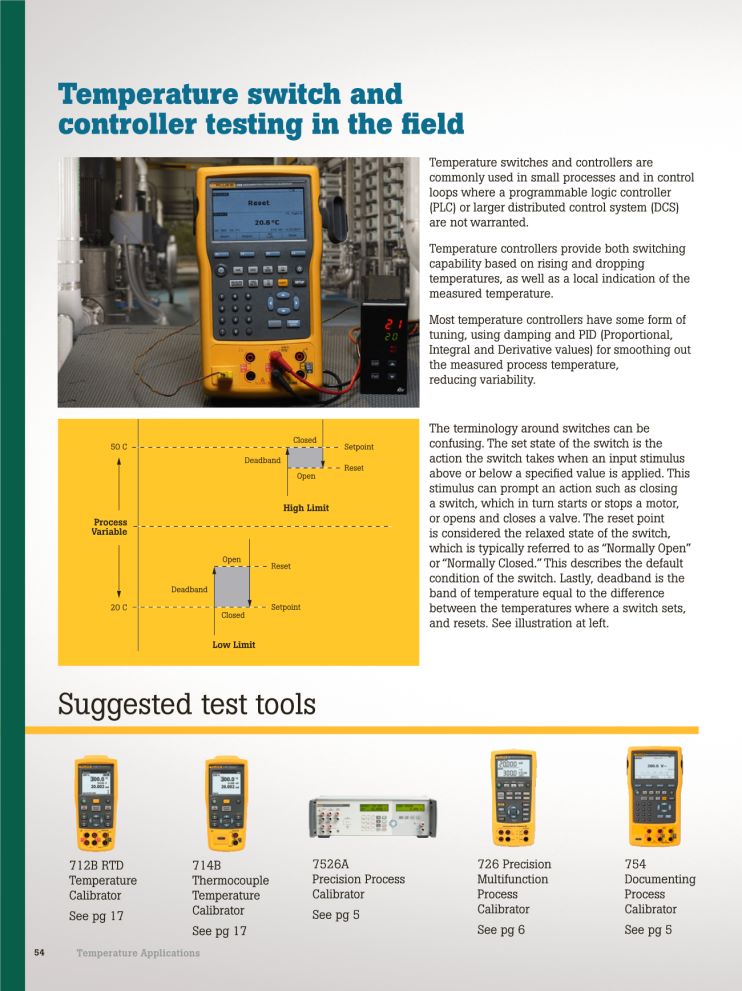 Temperature switch and
controller testing in the field
Reset
20.6 °C
21
20
Temperature switches and controllers are
commonly used in small processes and in control
loops where a programmable logic controller
(PLC) or larger distributed control system (DCS)
are not warranted.
Temperature controllers provide both switching
capability based on rising and dropping
temperatures, as well as a local indication of the
measured temperature.
Most temperature controllers have some form of
tuning, using damping and PID (Proportional,
Integral and Derivative values) for smoothing out
the measured process temperature,
reducing variability.
50 C
Closed
Setpoint
Deadband
Reset
Open
High Limit
Process
Variable
Open
Reset
Deadband
20 C
Setpoint
Closed
Low Limit
The terminology around switches can be
confusing. The set state of the switch is the
action the switch takes when an input stimulus
above or below a specified value is applied. This
stimulus can prompt an action such as closing
a switch, which in turn starts or stops a motor,
or opens and closes a valve. The reset point
is considered the relaxed state of the switch,
which is typically referred to as “Normally Open”
or “Normally Closed.” This describes the default
condition of the switch. Lastly, deadband is the
band of temperature equal to the difference
between the temperatures where a switch sets,
and resets. See illustration at left.
Suggested test tools
300.0
300.0
712B RTD
Temperature
Calibrator
See pg 17
714B
Thermocouple
Temperature
Calibrator
See pg 17
7526A
Precision Process
Calibrator
See pg 5
726 Precision
Multifunction
Process
Calibrator
See pg 6
754
Documenting
Process
Calibrator
See pg 5
54
Temperature Applications